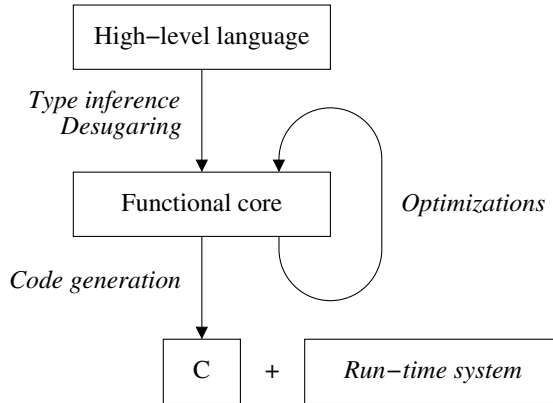 High−level language
Type inference
Desugaring
Functional core
Optimizations
Code generation
C + Run−time system